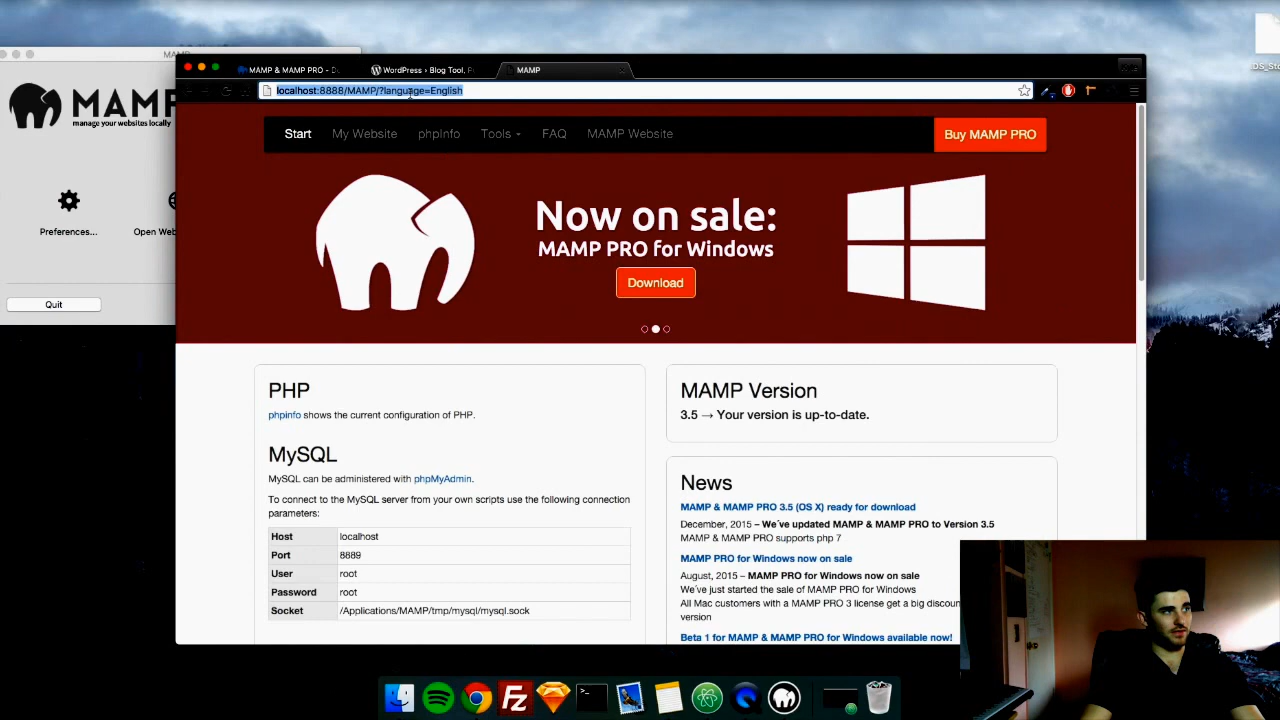 MAMP
MAMP
manage your websites locally
Preferences...
Open Web
Quit
MAMP & MAMP PRO - D
WordPress › Blog Tool, P
MAMP
localhost:8888/MAMP/?language=English
Start
My Website
phpInfo
Tools
FAQ
MAMP Website
Buy MAMP PRO
Now on sale:
MAMP PRO for Windows
Download
PHP
phpinfo shows the current configuration of PHP.
MySQL
MySQL can be administered with phpMyAdmin.
To connect to the MySQL server from your own scripts use the following connection
parameters:
Host localhost
Port 8889
User root
Password root
Socket /Applications/MAMP/tmp/mysql/mysql.sock
MAMP Version
3.5 → Your version is up-to-date.
News
MAMP & MAMP PRO 3.5 (OS X) ready for download
December, 2015 – We´ve updated MAMP & MAMP PRO to Version 3.5
MAMP & MAMP PRO supports php 7
MAMP PRO for Windows now on sale
August, 2015 – MAMP PRO for Windows now on sale
We´ve just started the sale of MAMP PRO for Windows
All Mac customers with a MAMP PRO 3 license get a big discoun
version
Beta 1 for MAMP & MAMP PRO for Windows available now!
.DS_Sto
Fz